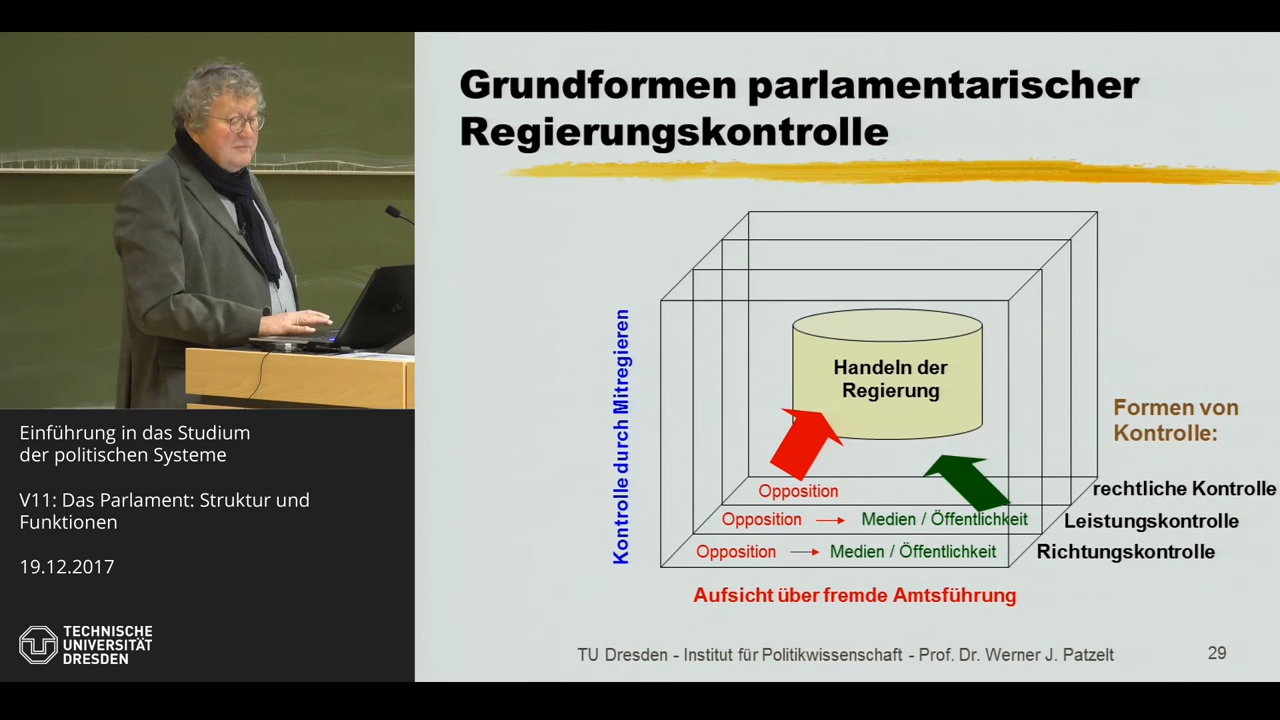 Grundformen parlamentarischer
Regierungskontrolle
Kontrolle durch Mitregieren
Handeln der
Regierung
Formen von
Kontrolle:
Opposition
rechtliche Kontrolle
Opposition
Medien / Öffentlichkeit
Leistungskontrolle
Opposition
Medien / Öffentlichkeit
Richtungskontrolle
Aufsicht über fremde Amtsführung
TU Dresden - Institut für Politikwissenschaft - Prof. Dr. Werner J. Patzelt
29
Einführung in das Studium
der politischen Systeme
V11: Das Parlament: Struktur und
Funktionen
19.12.2017
TECHNISCHE
UNIVERSITÄT
DRESDEN